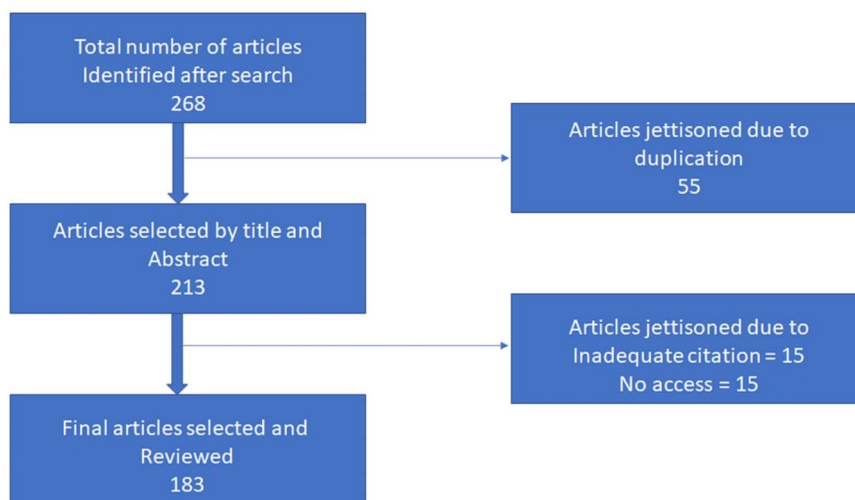 Total number of articles
Identified after search
268
Articles jettisoned due to
duplication
55
Articles selected by title and
Abstract
213
Articles jettisoned due to
Inadequate citation = 15
No access = 15
Final articles selected and
Reviewed
183